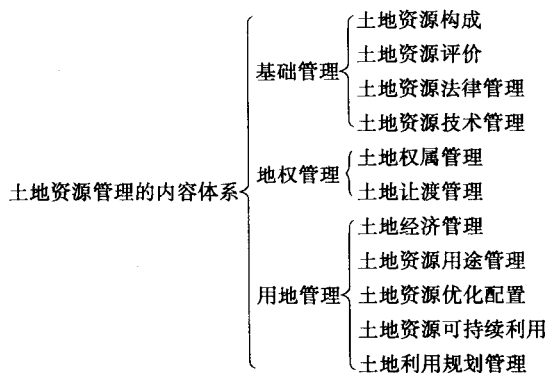 土地资源管理的内容体系
基础管理
土地资源构成
土地资源评价
土地资源法律管理
土地资源技术管理
地权管理
土地权属管理
土地让渡管理
用地管理
土地经济管理
土地资源用途管理
土地资源优化配置
土地资源可持续利用
土地利用规划管理